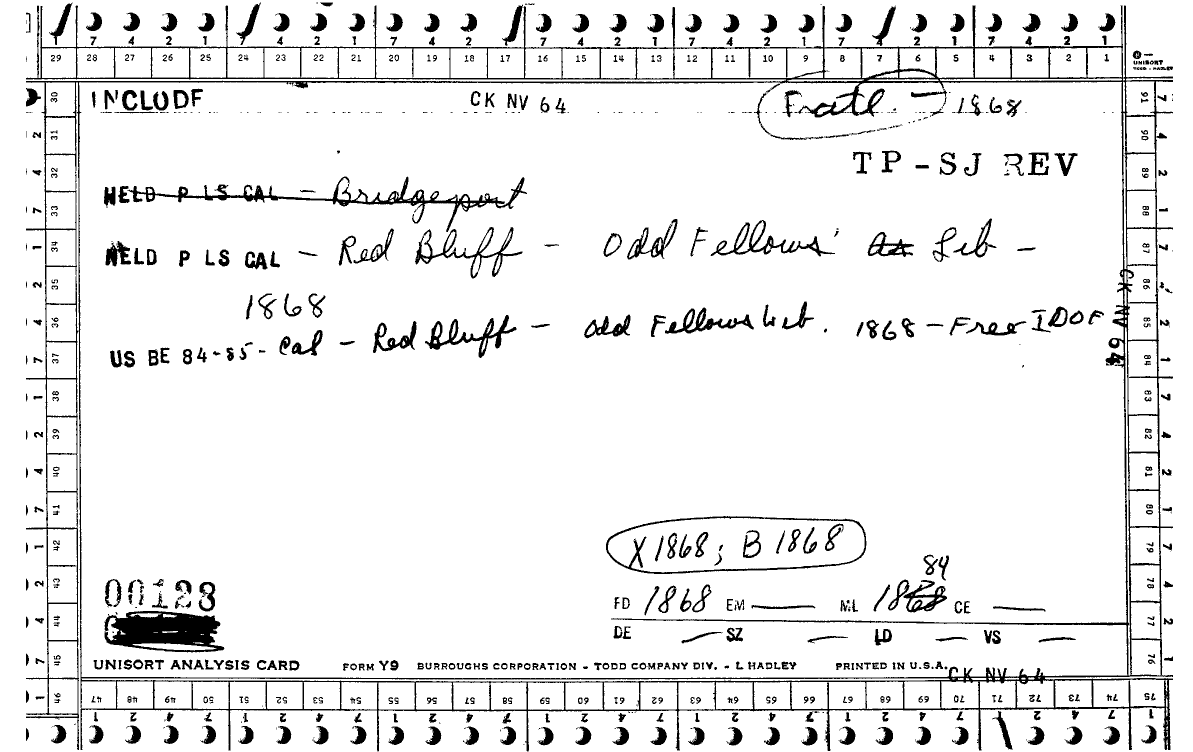 7 4 2 1 7 4 2 1 7 4 2 1 7 4 2 1 7 4 2 1 7 4 2 1 7 4 2 1
29 28 27 26 25 24 23 22 21 20 19 18 17 16 15 14 13 12 11 10 9 8 7 6 5 4 3 2 1
UNISORT
TODD - HADLEY
INCLUDE CK NV 64 Fratl. - 1868
TP-SJ REV
HELD P LS CAL - Bridgeport
HELD P LS CAL - Red Bluff - Odd Fellows' As Lib -
1868
US BE 84-85 - Cal - Red Bluff - Odd Fellows Lib. 1868 - Free IOOF
CK NV 64
X 1868; B 1868
84
00128
FD 1868 EM — ML 1868 CE —
DE — SZ — LD — VS —
UNISORT ANALYSIS CARD FORM Y9 BURROUGHS CORPORATION - TODD COMPANY DIV. - L HADLEY PRINTED IN U.S.A.
CK NV 64
30 31 32 33 34 35 36 37 38 39 40 41 42 43 44 45 46
91 90 89 88 87 86 85 84 83 82 81 80 79 78 77 76 75
47 48 49 50 51 52 53 54 55 56 57 58 59 60 61 62 63 64 65 66 67 68 69 70 71 72 73 74 75